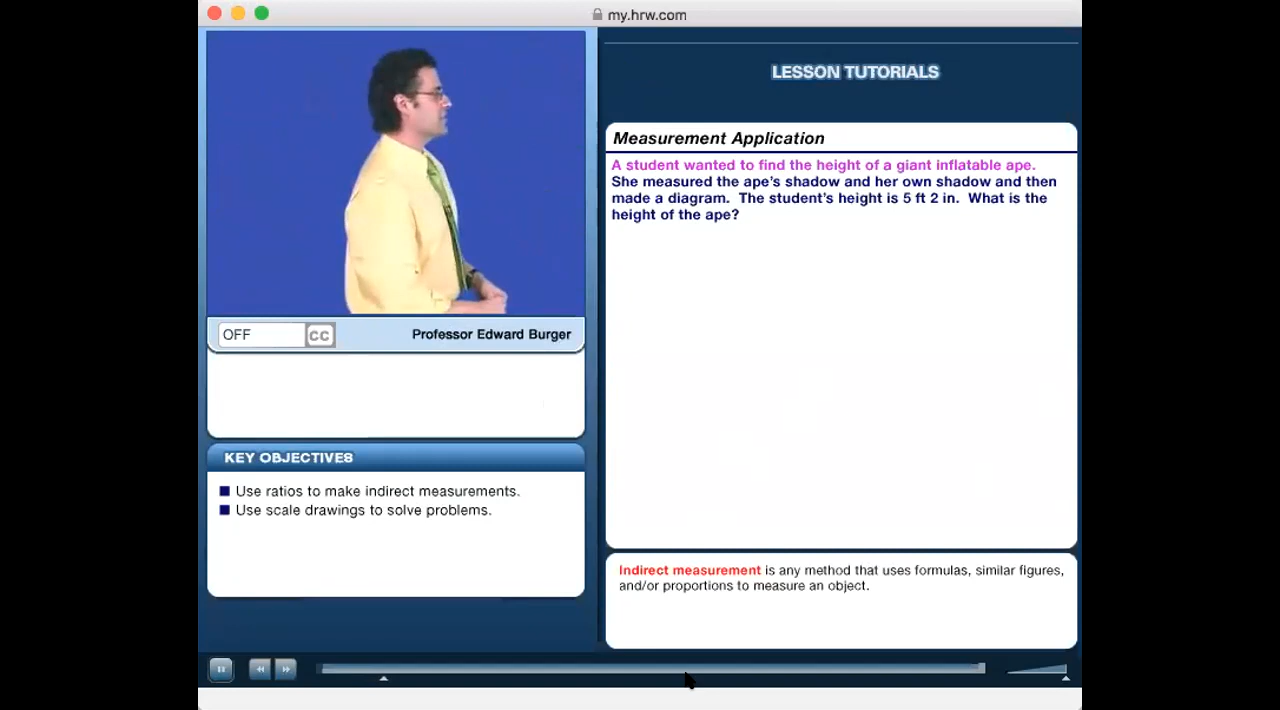 my.hrw.com
LESSON TUTORIALS
Measurement Application
A student wanted to find the height of a giant inflatable ape.
She measured the ape's shadow and her own shadow and then
made a diagram. The student's height is 5 ft 2 in. What is the
height of the ape?
OFF CC Professor Edward Burger
KEY OBJECTIVES
Use ratios to make indirect measurements.
Use scale drawings to solve problems.
Indirect measurement is any method that uses formulas, similar figures,
and/or proportions to measure an object.